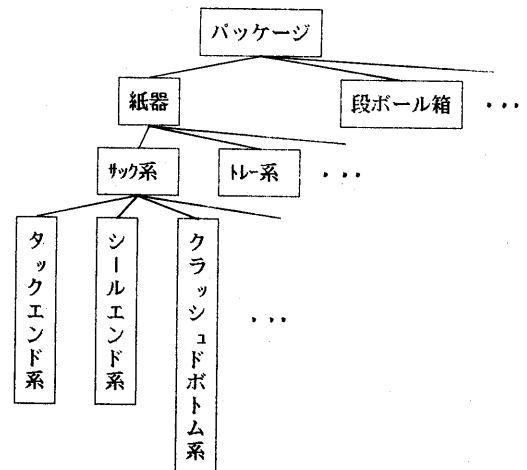 パッケージ
紙器
段ボール箱
・・・
サック系
トレー系
・・・
タックエンド系
シールエンド系
クラッシュドボトム系
・・・